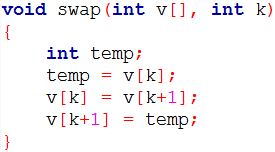 void swap(int v[], int k)
{
    int temp;
    temp = v[k];
    v[k] = v[k+1];
    v[k+1] = temp;
}